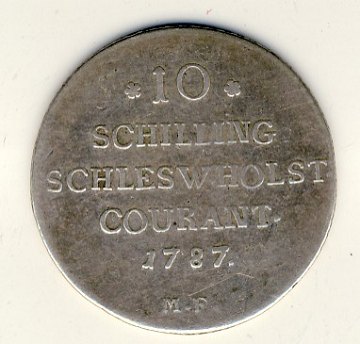 * 10 *
SCHILLING
SCHLESW.HOLST
COURANT.
1787.
M.F.